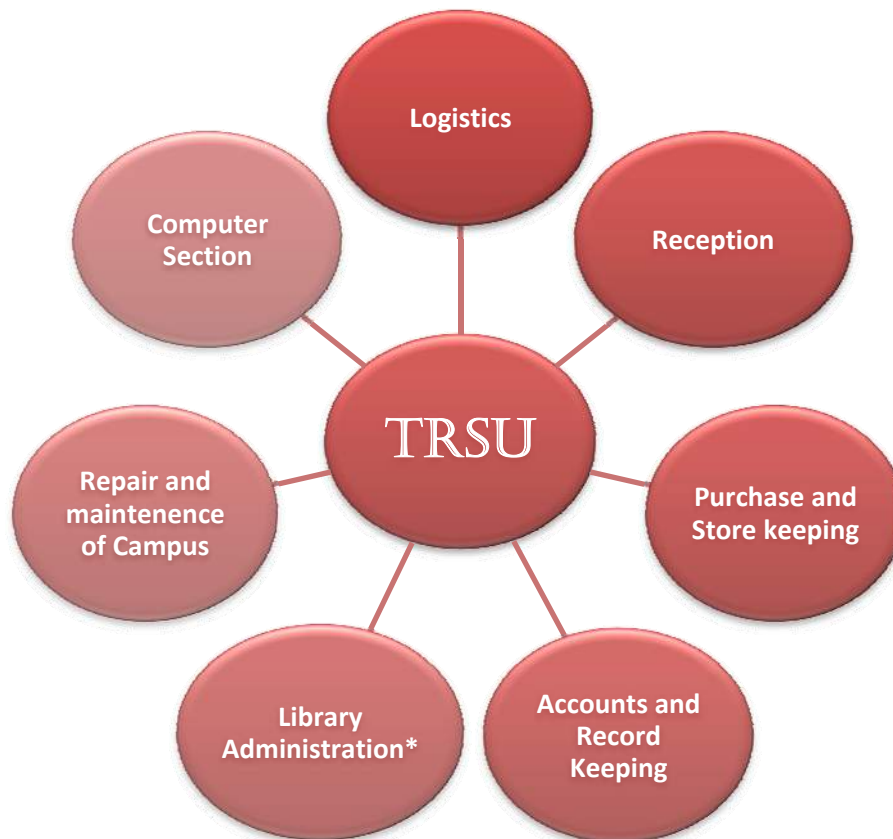 Logistics
Reception
Computer
Section
TRSU
Purchase and
Store keeping
Repair and
maintenence
of Campus
Accounts and
Record
Keeping
Library
Administration*